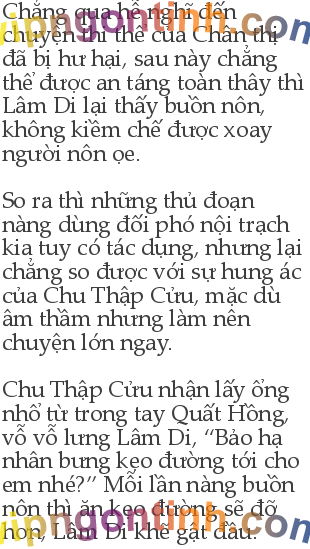 Chẳng qua hễ nghĩ đến
chuyện thi thể của Chân thị
đã bị hư hại, sau này chẳng
thể được an táng toàn thây thì
Lâm Di lại thấy buồn nôn,
không kiềm chế được xoay
người nôn ọe.

So ra thì những thủ đoạn
nàng dùng đối phó nội trạch
kia tuy có tác dụng, nhưng lại
chẳng so được với sự hung ác
của Chu Thập Cửu, mặc dù
âm thầm nhưng làm nên
chuyện lớn ngay.

Chu Thập Cửu nhận lấy ống
nhổ từ trong tay Quất Hồng,
vỗ vỗ lưng Lâm Di, “Bảo hạ
nhân bưng kẹo đường tới cho
em nhé?” Mỗi lần nàng buồn
nôn thì ăn kẹo đường sẽ đỡ
hơn, Lâm Di khẽ gật đầu.
vipngontinh.com
vipngontinh.com